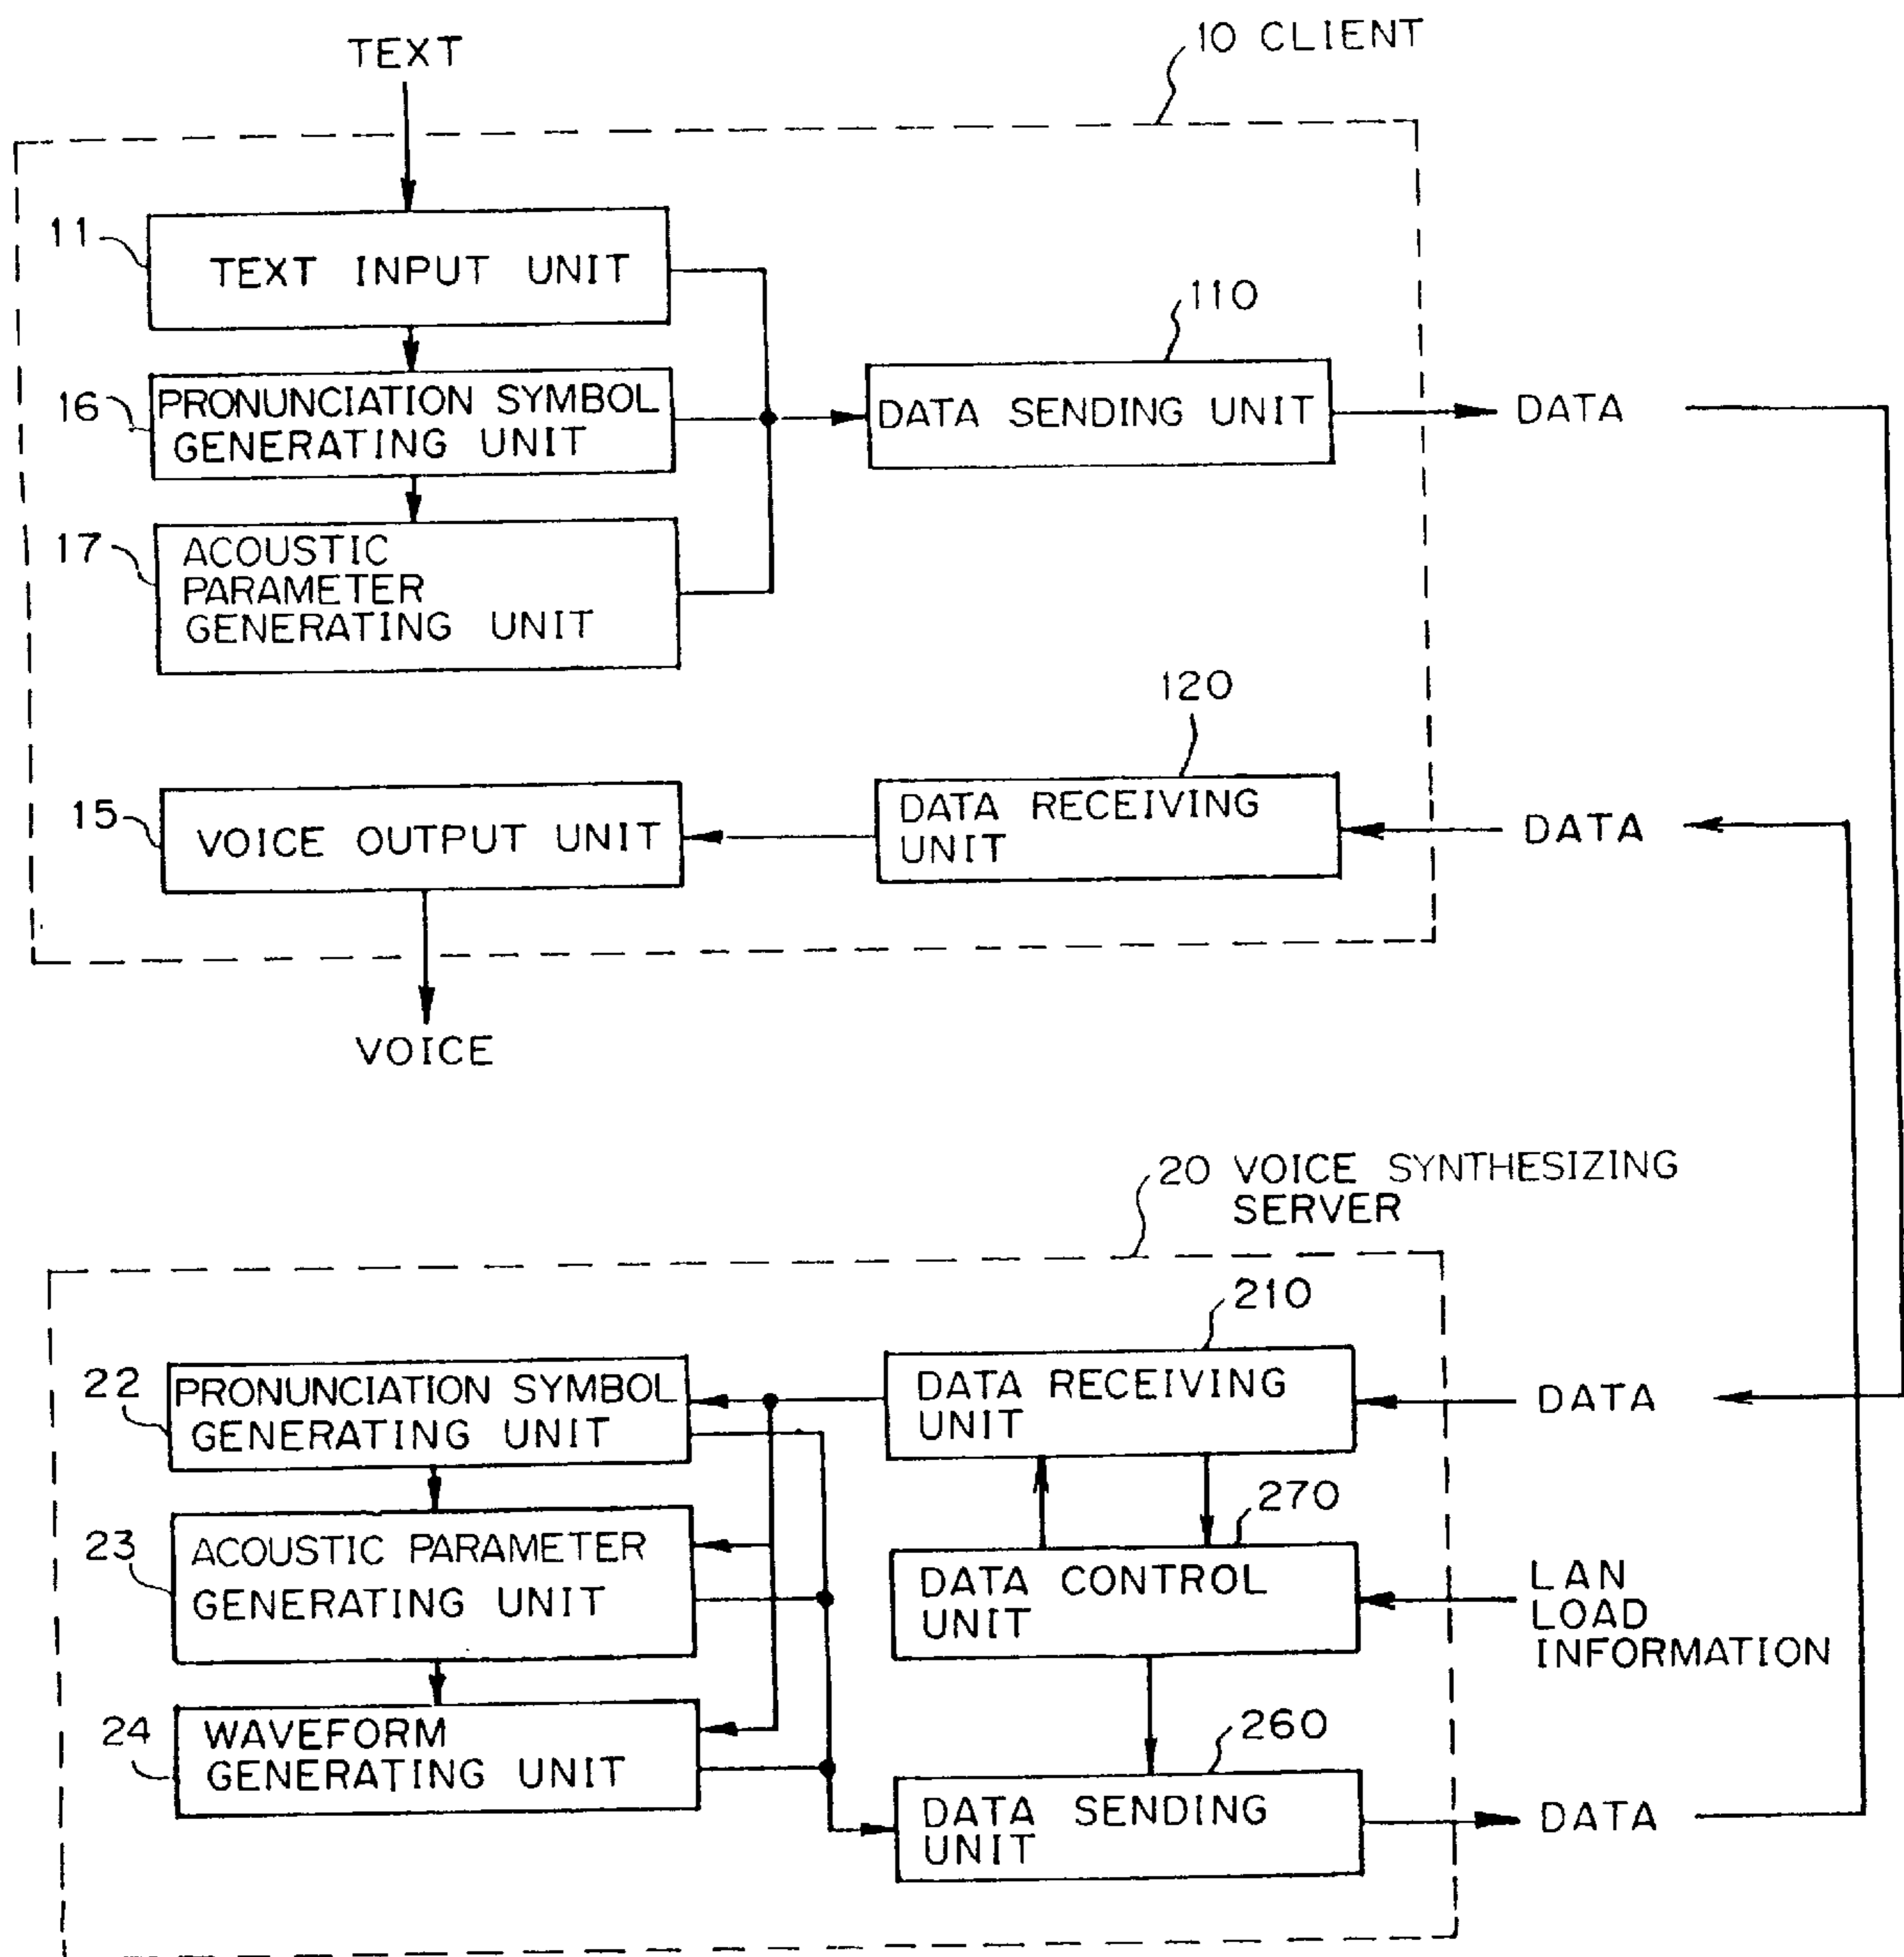 10 CLIENT
TEXT
11
TEXT INPUT UNIT
110
16
PRONUNCIATION SYMBOL
GENERATING UNIT
DATA SENDING UNIT
DATA
17
ACOUSTIC
PARAMETER
GENERATING UNIT
120
15
VOICE OUTPUT UNIT
DATA RECEIVING
UNIT
DATA
VOICE
20 VOICE SYNTHESIZING
SERVER
210
22
PRONUNCIATION SYMBOL
GENERATING UNIT
DATA RECEIVING
UNIT
DATA
270
23
ACOUSTIC PARAMETER
GENERATING UNIT
DATA CONTROL
UNIT
LAN
LOAD
INFORMATION
24
WAVEFORM
GENERATING UNIT
260
DATA SENDING
UNIT
DATA